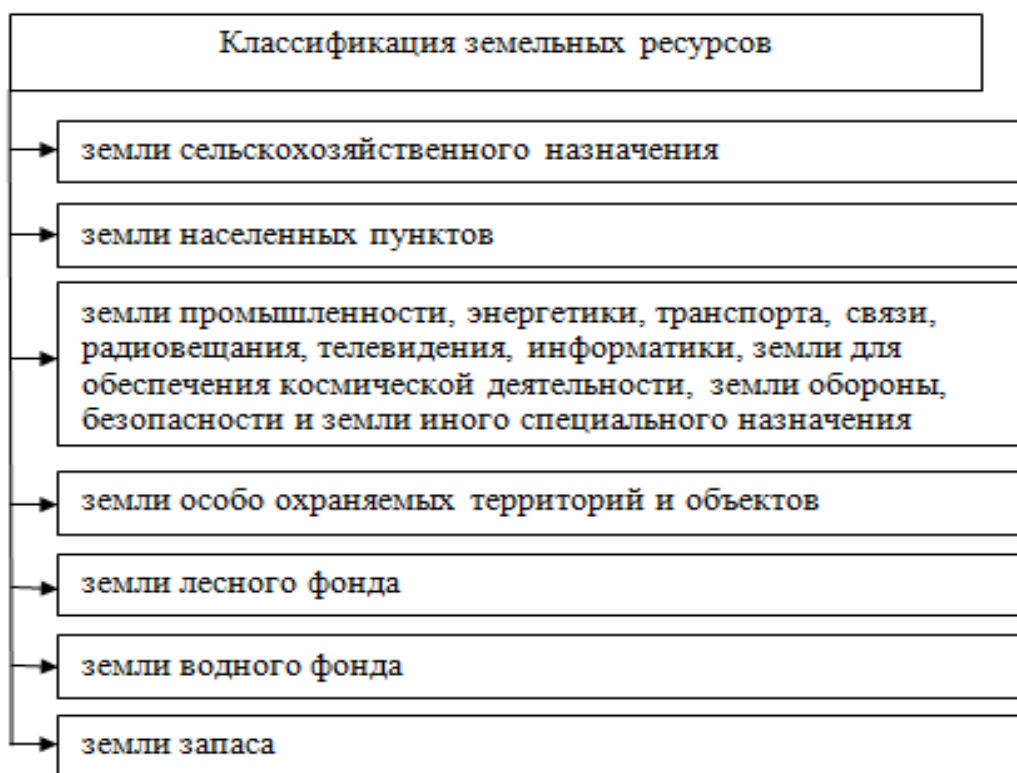 Классификация земельных ресурсов
земли сельскохозяйственного назначения
земли населенных пунктов
земли промышленности, энергетики, транспорта, связи,
радиовещания, телевидения, информатики, земли для
обеспечения космической деятельности, земли обороны,
безопасности и земли иного специального назначения
земли особо охраняемых территорий и объектов
земли лесного фонда
земли водного фонда
земли запаса